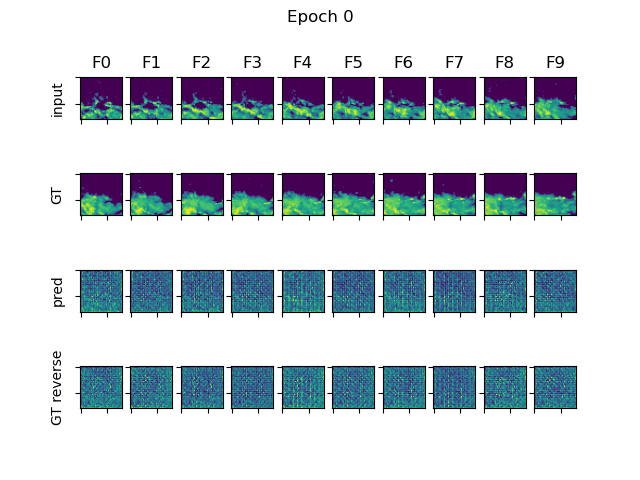 Epoch 0
F0 F1 F2 F3 F4 F5 F6 F7 F8 F9
input
GT
pred
GT reverse